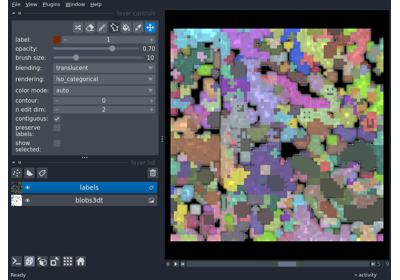 File View Plugins Window Help
layer controls
label: 1
opacity: 0.70
brush size: 10
blending: translucent
rendering: iso_categorical
color mode: auto
contour: 0
n edit dim: 2
contiguous:
preserve
labels:
show
selected:
layer list
labels
blobs3dt
Ready
activity